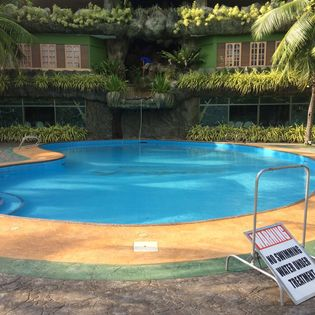 WARNING
NO SWIMMING
WATER UNDER
TREATMENT